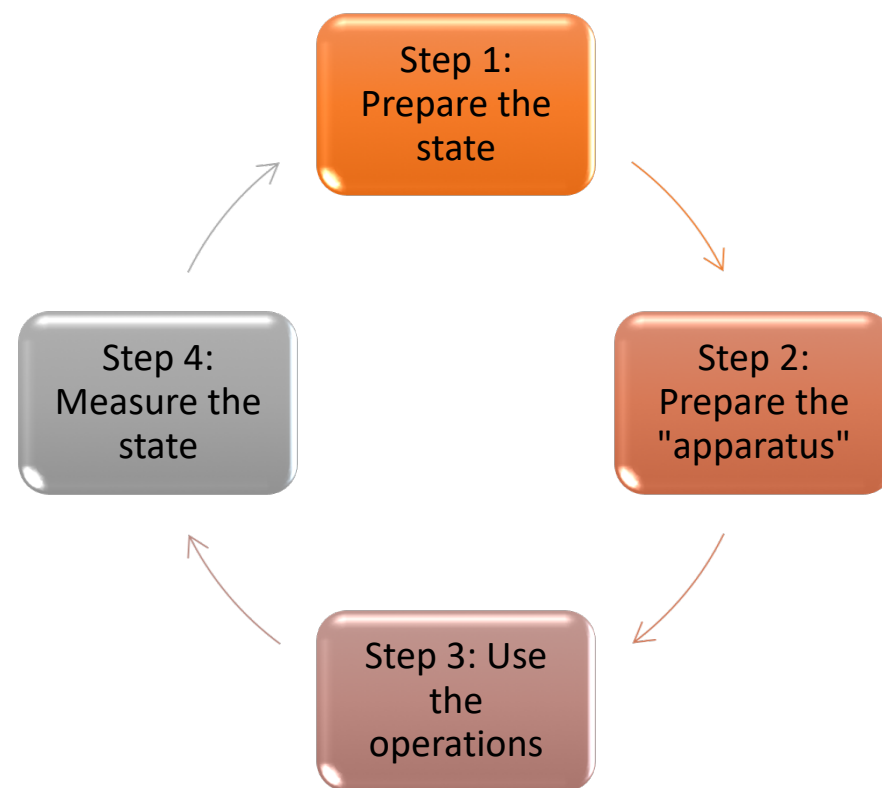 Step 1:
Prepare the
state
Step 2:
Prepare the
"apparatus"
Step 3: Use
the
operations
Step 4:
Measure the
state